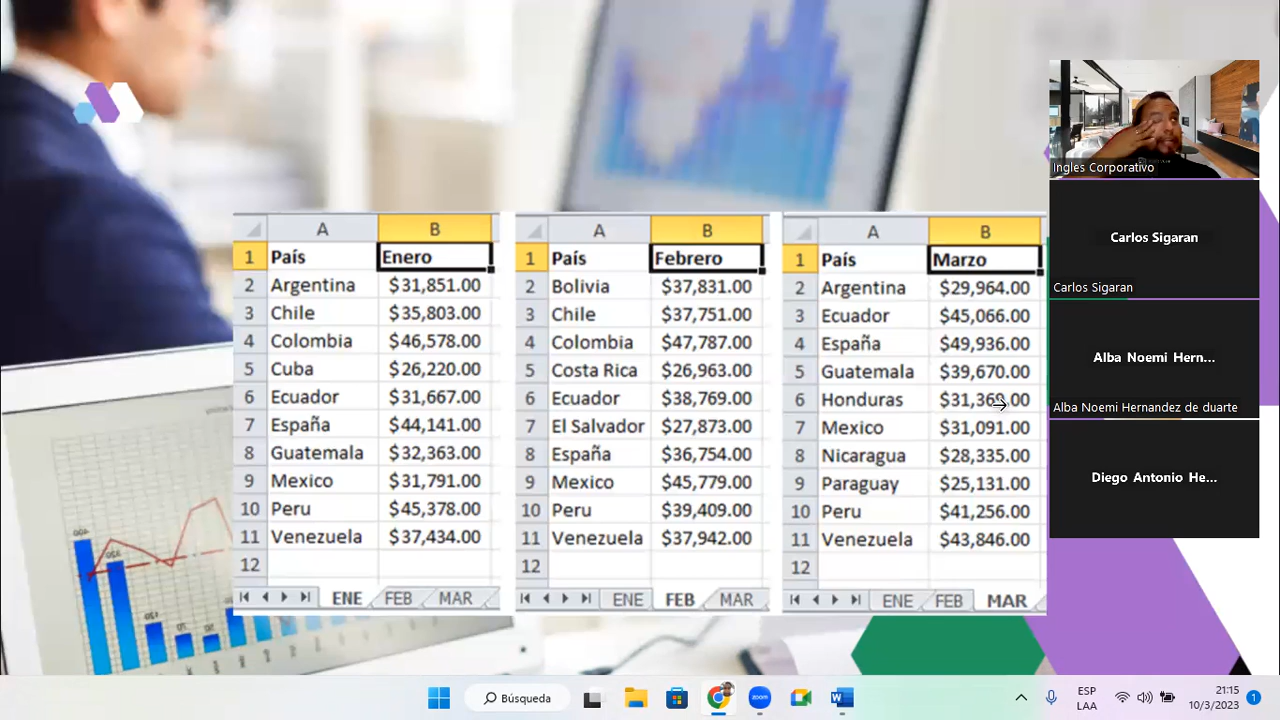 A B
1 País Enero
2 Argentina $31,851.00
3 Chile $35,803.00
4 Colombia $46,578.00
5 Cuba $26,220.00
6 Ecuador $31,667.00
7 España $44,141.00
8 Guatemala $32,363.00
9 Mexico $31,791.00
10 Peru $45,378.00
11 Venezuela $37,434.00
12
ENE FEB MAR
A B
1 País Febrero
2 Bolivia $37,831.00
3 Chile $37,751.00
4 Colombia $47,787.00
5 Costa Rica $26,963.00
6 Ecuador $38,769.00
7 El Salvador $27,873.00
8 España $36,754.00
9 Mexico $45,779.00
10 Peru $39,409.00
11 Venezuela $37,942.00
12
ENE FEB MAR
A B
1 País Marzo
2 Argentina $29,964.00
3 Ecuador $45,066.00
4 España $49,936.00
5 Guatemala $39,670.00
6 Honduras
7 Mexico $31,091.00
8 Nicaragua $28,335.00
9 Paraguay $25,131.00
10 Peru $41,256.00
11 Venezuela $43,846.00
12
ENE FEB MAR
Ingles Corporativo
Carlos Sigaran
Carlos Sigaran
Alba Noemi Hern...
Alba Noemi Hernandez de duarte
Diego Antonio He...
Búsqueda
zoom
W
ESP
LAA
21:15
10/3/2023
1